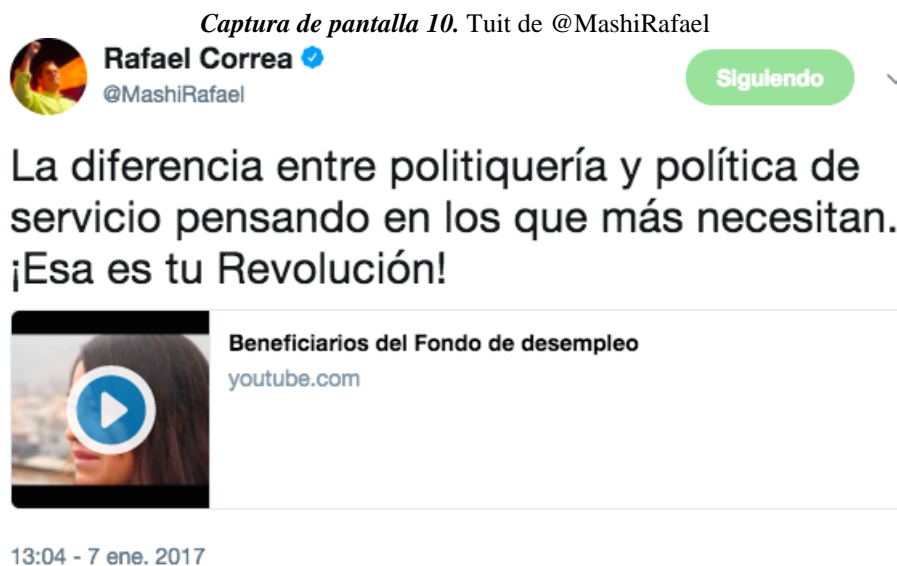 Captura de pantalla 10. Tuit de @MashiRafael
Rafael Correa
@MashiRafael
Siguiendo
La diferencia entre politiquería y política de
servicio pensando en los que más necesitan.
¡Esa es tu Revolución!
Beneficiarios del Fondo de desempleo
youtube.com
13:04 - 7 ene. 2017